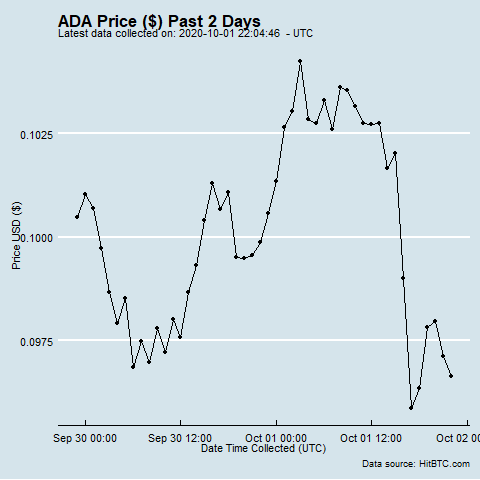 ADA Price ($) Past 2 Days
Latest data collected on: 2020-10-01 22:04:46  - UTC
Price USD ($)
0.1025
0.1000
0.0975
Sep 30 00:00
Sep 30 12:00
Oct 01 00:00
Oct 01 12:00
Oct 02 00
Date Time Collected (UTC)
Data source: HitBTC.com